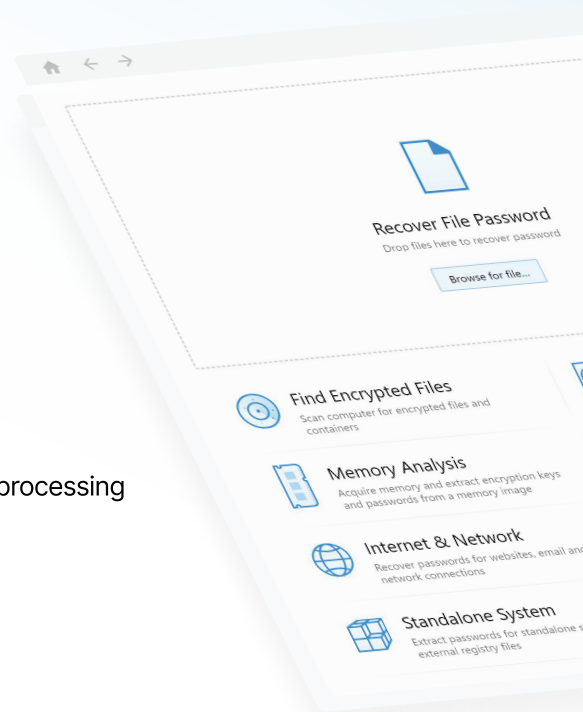 Recover File Password
Drop files here to recover password
Browse for file...
Find Encrypted Files
Scan computer for encrypted files and
containers
processing
Memory Analysis
Acquire memory and extract encryption keys
and passwords from a memory image
Internet & Network
Recover passwords for websites, email and
network connections
Standalone System
Extract passwords for standalone
external registry files